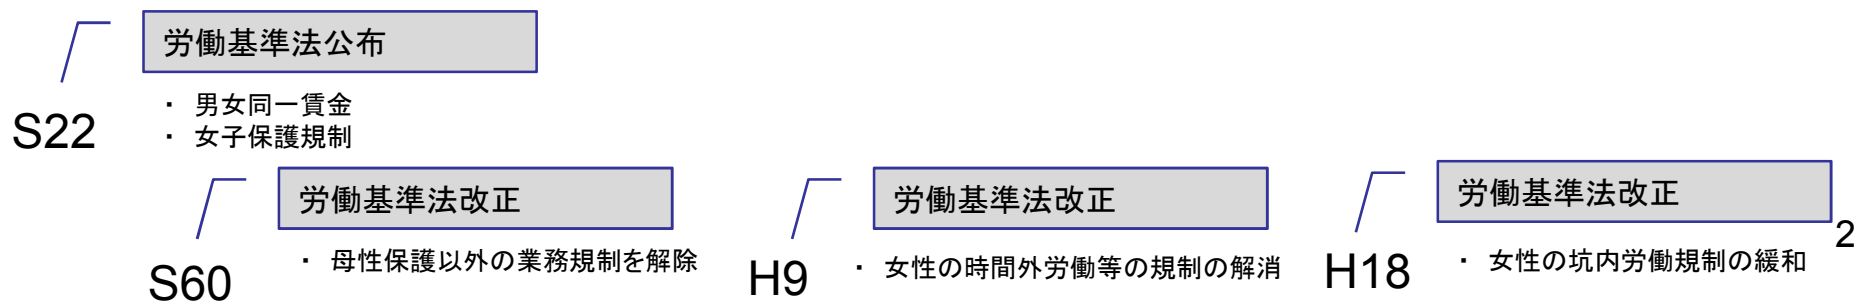 労働基準法公布
S22
・ 男女同一賃金
・ 女子保護規制
労働基準法改正
S60
・ 母性保護以外の業務規制を解除
労働基準法改正
H9
・ 女性の時間外労働等の規制の解消
労働基準法改正
H18
・ 女性の坑内労働規制の緩和
2